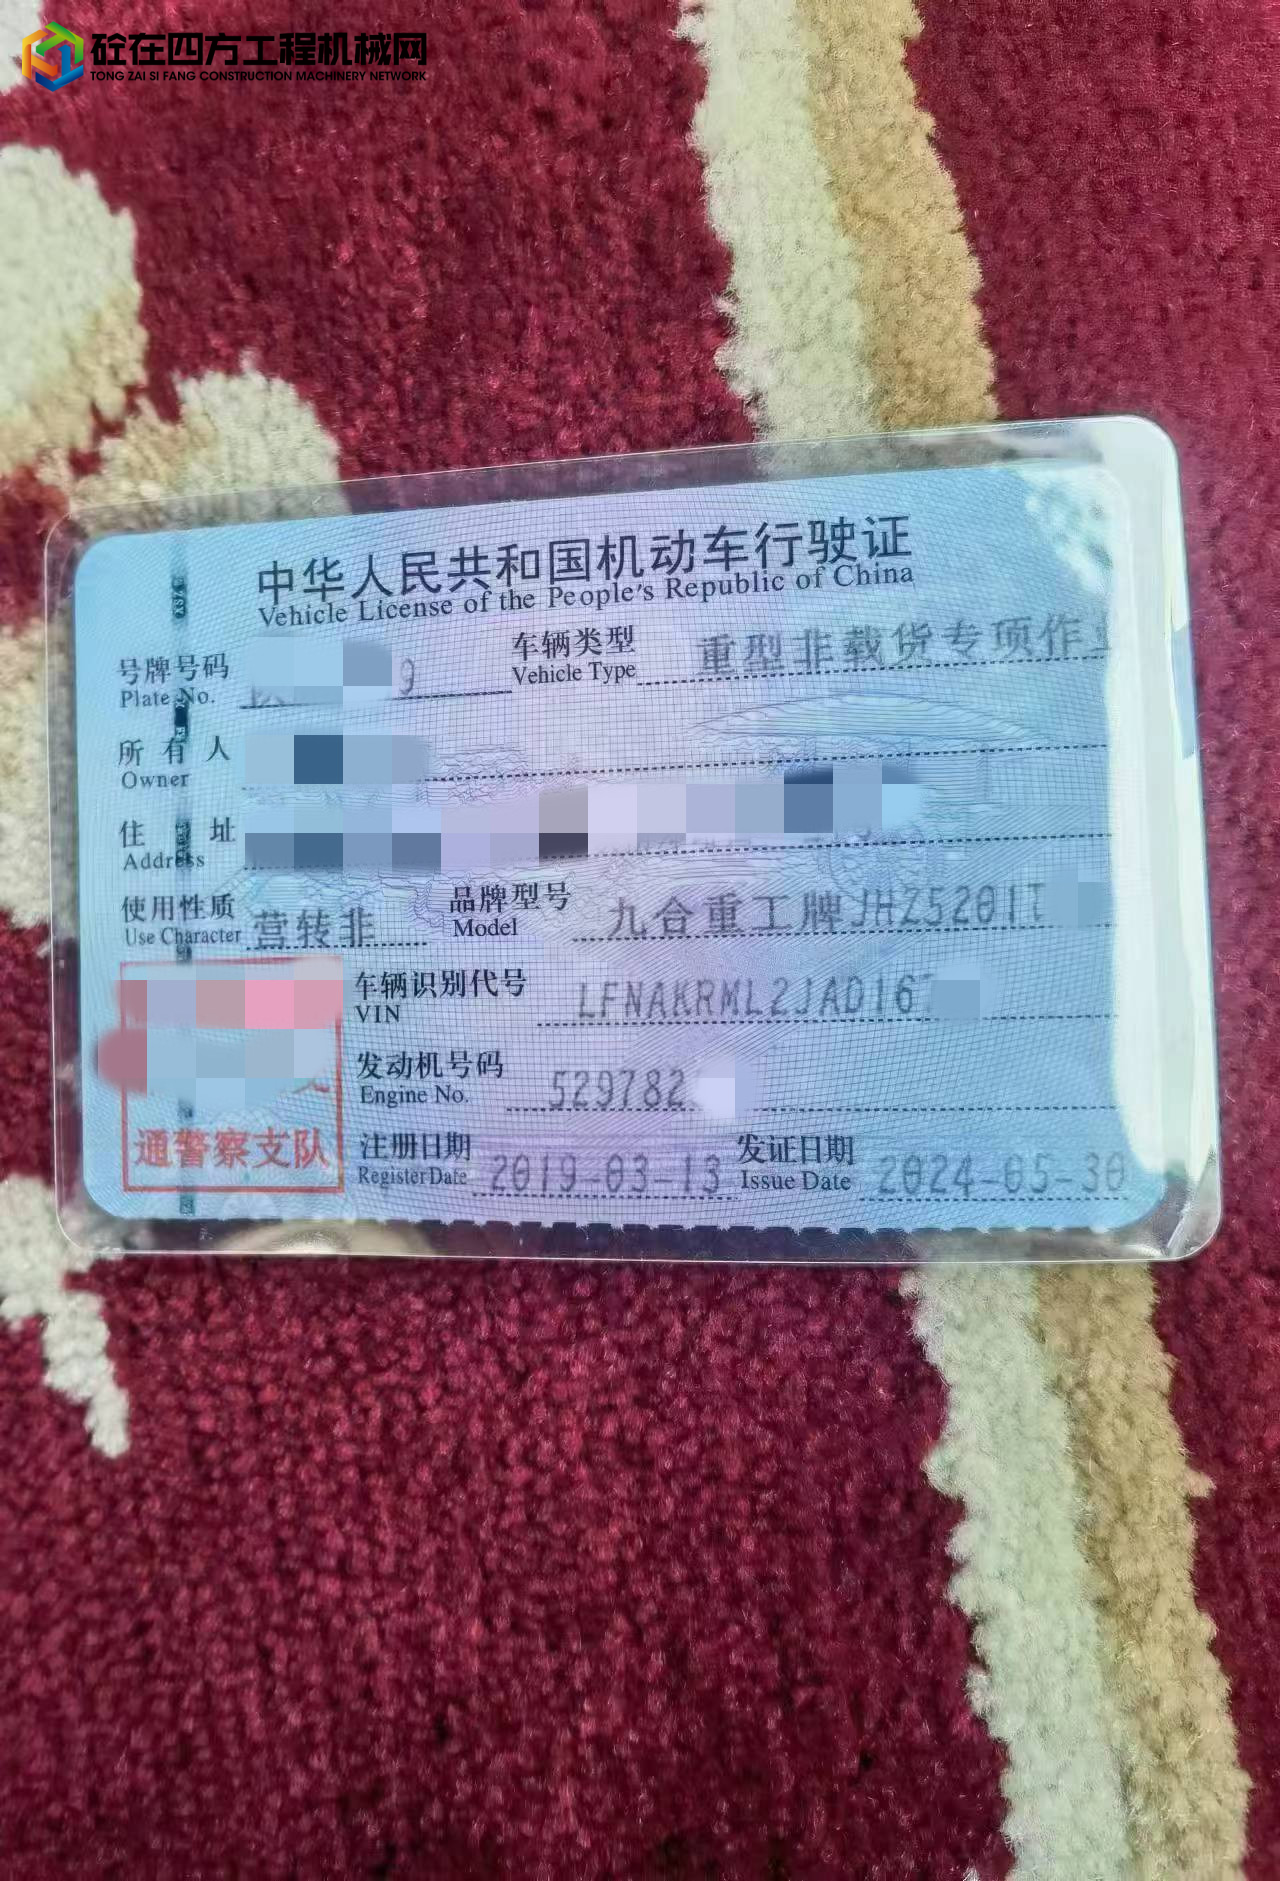 砼在四方工程机械网
TONG ZAI SI FANG CONSTRUCTION MACHINERY NETWORK
中华人民共和国机动车行驶证
Vehicle License of the People's Republic of China
号牌号码 9 车辆类型 重型非载货专项作
Plate No. Vehicle Type
所有人
Owner
住址
Address
使用性质 营转非 品牌型号 九合重工牌JHZ5201T
Use Character Model
车辆识别代号 LFNAKRML2JAD16
VIN
发动机号码 529782
Engine No.
通警察支队
注册日期 2019-03-13 发证日期 2024-05-30
Register Date Issue Date